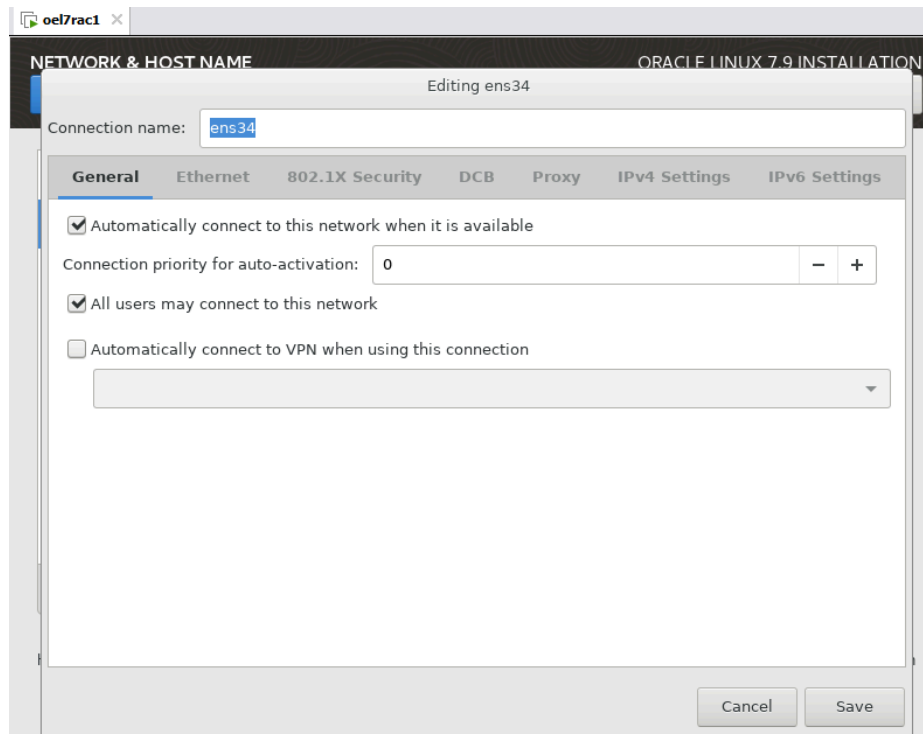 oel7rac1
NETWORK & HOST NAME
ORACLE LINUX 7.9 INSTALLATION
Editing ens34
Connection name: ens34
General Ethernet 802.1X Security DCB Proxy IPv4 Settings IPv6 Settings
Automatically connect to this network when it is available
Connection priority for auto-activation: 0 − +
All users may connect to this network
Automatically connect to VPN when using this connection
Cancel Save